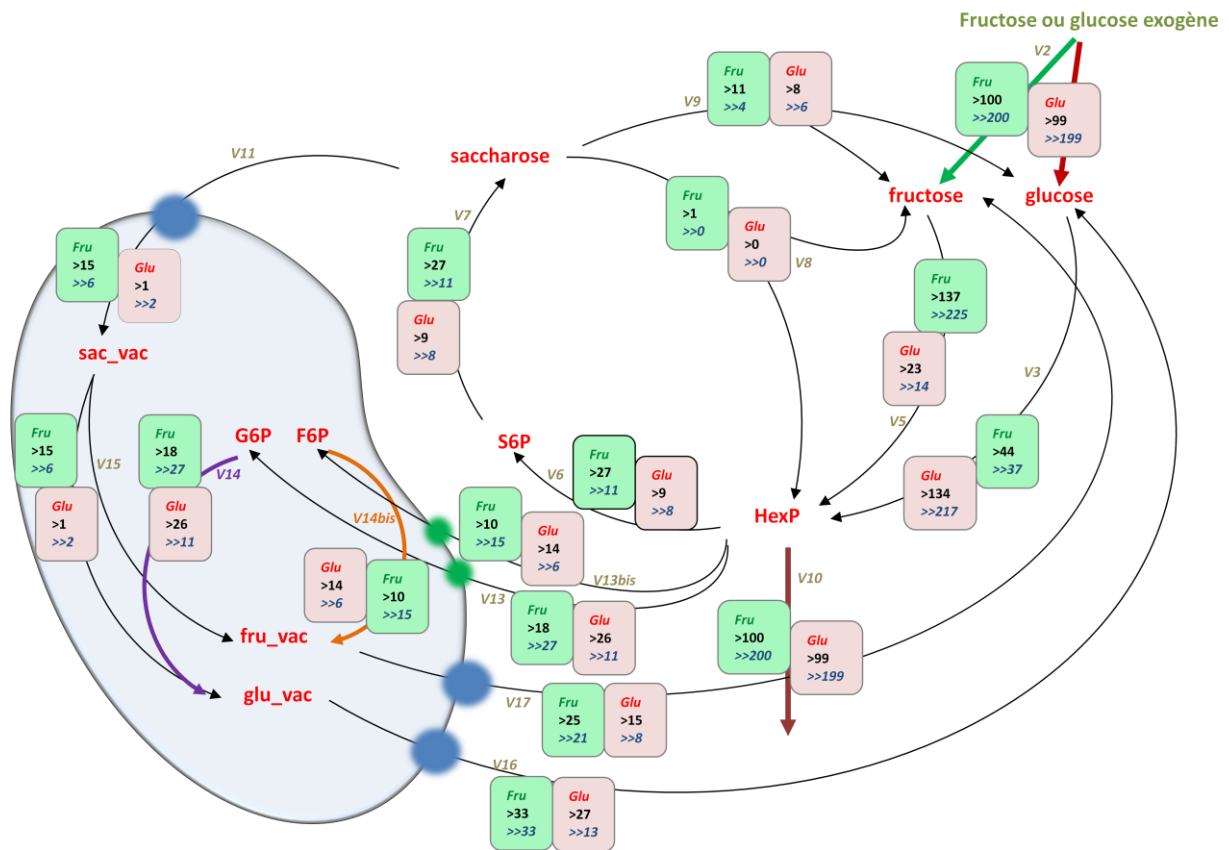 Fructose ou glucose exogène
V2
Fru
>100
>>200
Glu
>99
>>199
V9
Fru
>11
>>4
Glu
>8
>>6
V11
saccharose
fructose
glucose
V7
Fru
>1
>>0
Glu
>0
>>0
V8
Fru
>15
>>6
Glu
>1
>>2
Fru
>27
>>11
Glu
>9
>>8
Fru
>137
>>225
Glu
>23
>>14
V5
V3
sac_vac
Fru
>15
>>6
Glu
>1
>>2
V15
Fru
>18
>>27
Glu
>26
>>11
V14
G6P
F6P
V14bis
S6P
V6
Fru
>27
>>11
Glu
>9
>>8
HexP
Fru
>44
>>37
Glu
>134
>>217
Fru
>10
>>15
Glu
>14
>>6
V13bis
Glu
>14
>>6
Fru
>10
>>15
V13
Fru
>18
>>27
Glu
>26
>>11
V10
Fru
>100
>>200
Glu
>99
>>199
fru_vac
glu_vac
V17
Fru
>25
>>21
Glu
>15
>>8
V16
Fru
>33
>>33
Glu
>27
>>13